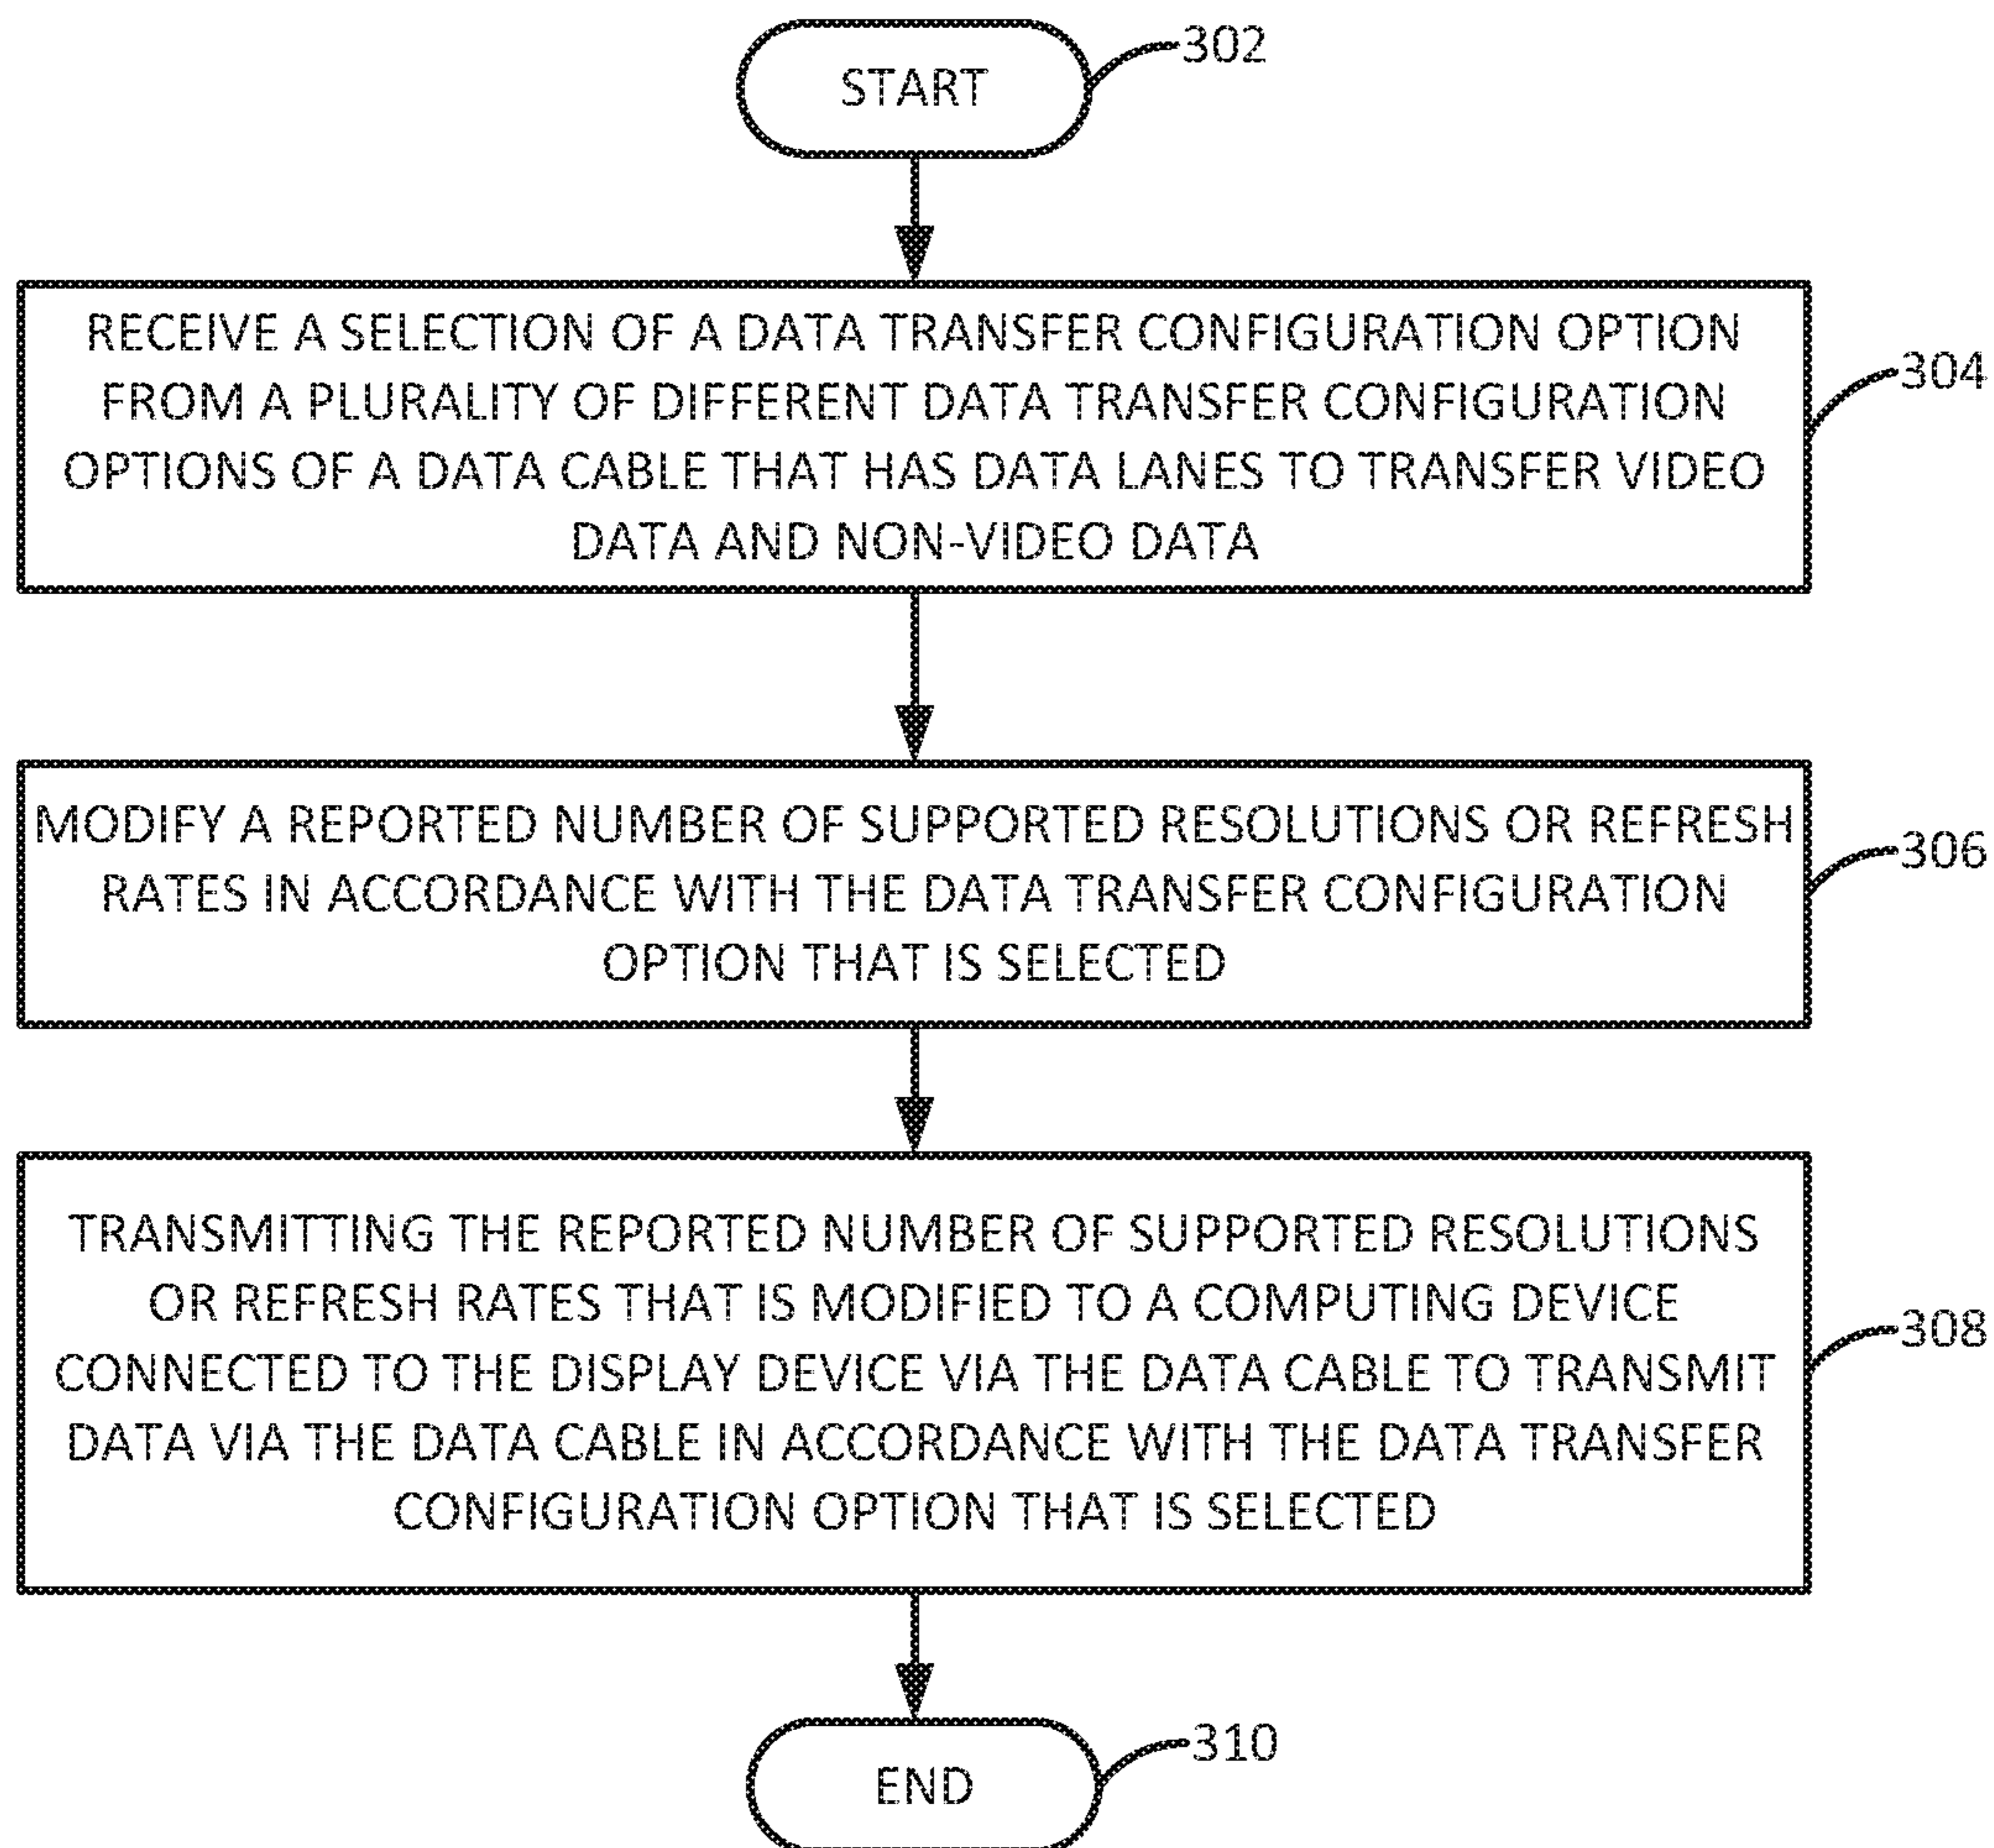 START
302
RECEIVE A SELECTION OF A DATA TRANSFER CONFIGURATION OPTION
FROM A PLURALITY OF DIFFERENT DATA TRANSFER CONFIGURATION
OPTIONS OF A DATA CABLE THAT HAS DATA LANES TO TRANSFER VIDEO
DATA AND NON-VIDEO DATA
304
MODIFY A REPORTED NUMBER OF SUPPORTED RESOLUTIONS OR REFRESH
RATES IN ACCORDANCE WITH THE DATA TRANSFER CONFIGURATION
OPTION THAT IS SELECTED
306
TRANSMITTING THE REPORTED NUMBER OF SUPPORTED RESOLUTIONS
OR REFRESH RATES THAT IS MODIFIED TO A COMPUTING DEVICE
CONNECTED TO THE DISPLAY DEVICE VIA THE DATA CABLE TO TRANSMIT
DATA VIA THE DATA CABLE IN ACCORDANCE WITH THE DATA TRANSFER
CONFIGURATION OPTION THAT IS SELECTED
308
END
310